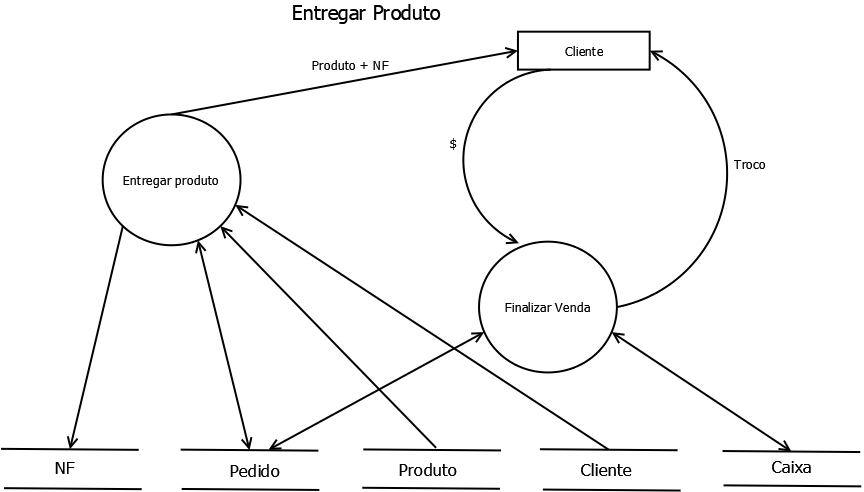 Entregar Produto
Cliente
Produto + NF
$
Troco
Entregar produto
Finalizar Venda
NF
Pedido
Produto
Cliente
Caixa